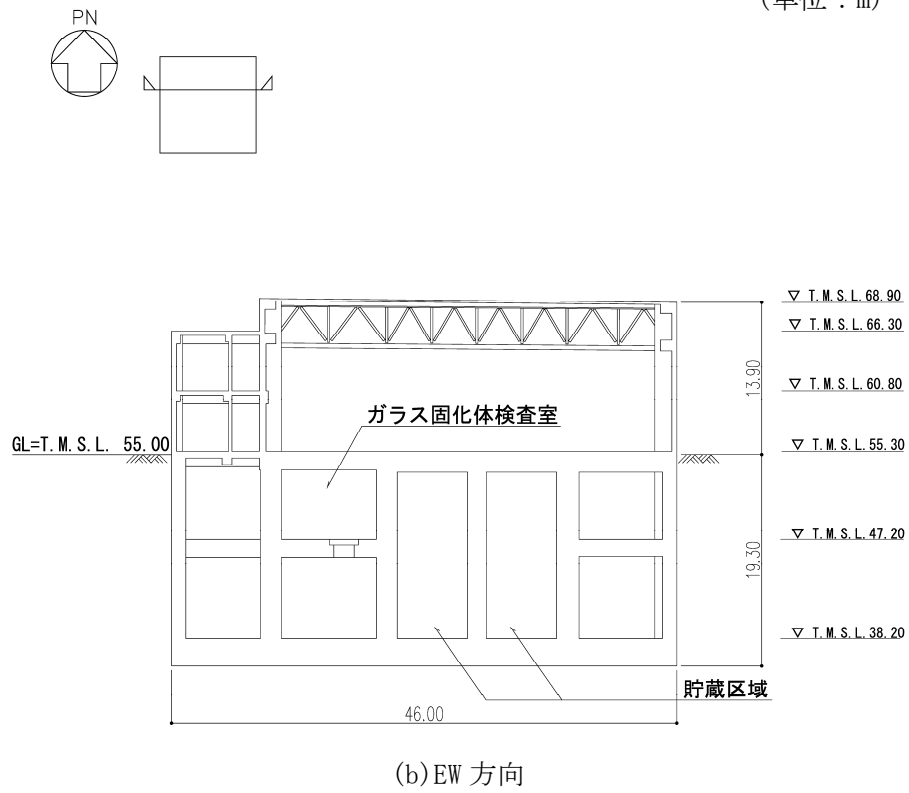 (単位：m)
PN
▽ T.M.S.L. 68.90
▽ T.M.S.L. 66.30
13.90
▽ T.M.S.L. 60.80
ガラス固化体検査室
GL=T.M.S.L. 55.00
▽ T.M.S.L. 55.30
▽ T.M.S.L. 47.20
19.30
▽ T.M.S.L. 38.20
貯蔵区域
46.00
(b)EW 方向